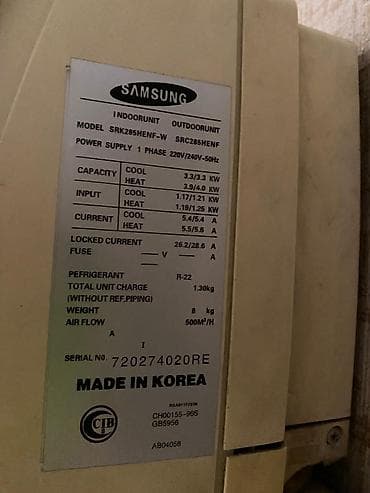 SAMSUNG
INDOORUNIT OUTDOORUNIT
MODEL SRK285HENF-W SRC285HENF
POWER SUPPLY 1 PHASE 220V/240V~50Hz
CAPACITY COOL 3.3/3.3 KW
HEAT 3.9/4.0 KW
INPUT COOL 1.17/1.21 KW
HEAT 1.19/1.25 KW
CURRENT COOL 5.4/5.4 A
HEAT 5.5/5.6 A
LOCKED CURRENT 26.2/28.6 A
FUSE — V — A
PEFRIGERANT R-22
TOTAL UNIT CHARGE 1.30kg
(WITHOUT REF.PIPING)
WEIGHT 8 kg
AIR FLOW 500M³/H
A
I
SERIAL NO. 720274020RE
MADE IN KOREA
CJB
CH00155-96S
GB5956
AB04058